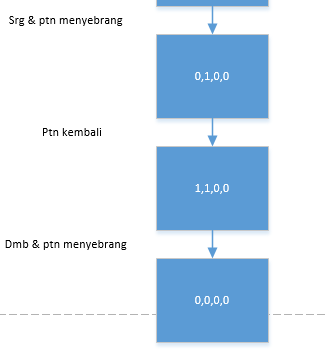 Srg & ptn menyebrang
0,1,0,0
Ptn kembali
1,1,0,0
Dmb & ptn menyebrang
0,0,0,0